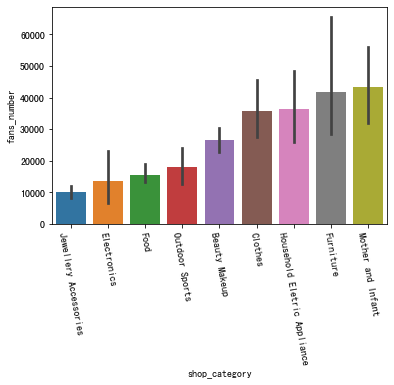 60000
50000
40000
30000
20000
10000
0
fans_number
Jewellery Accessories
Electronics
Food
Outdoor Sports
Beauty Makeup
Clothes
Household Eletric Appliance
Furniture
Mother and Infant
shop_category